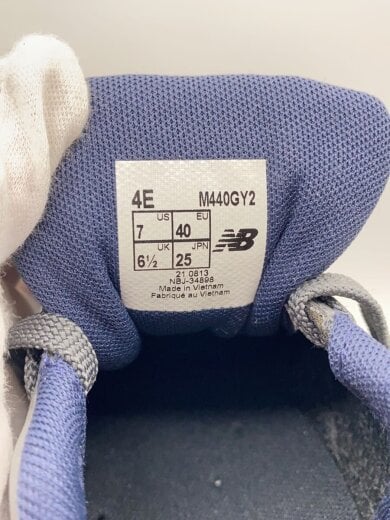 4E M440GY2
US EU
7 40
UK JPN
6½ 25
NB
21 0813
NBJ-34898
Made in Vietnam
Fabriqué au Vietnam